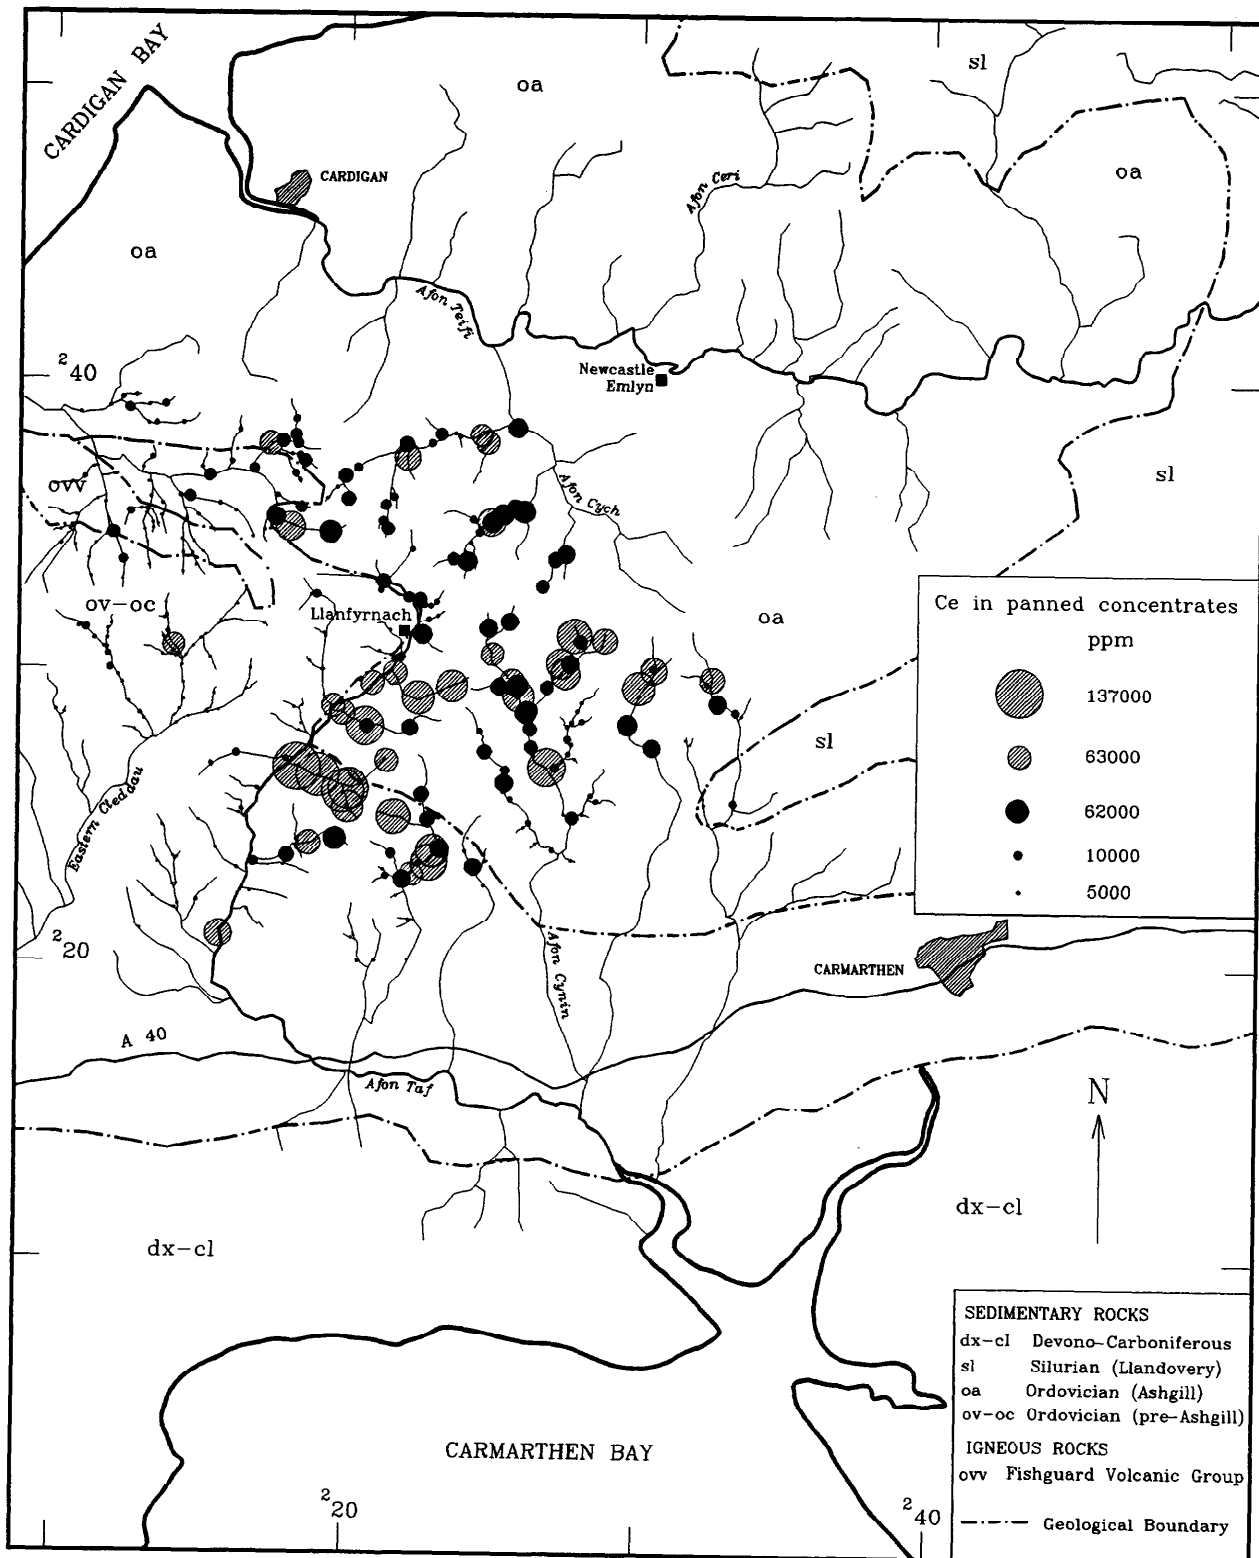 CARDIGAN BAY
oa
sl
CARDIGAN
Afon Ceri
oa
oa
Afon Teifi
²40
Newcastle
Emlyn
ovv
Afon Cych
sl
ov-oc
Llanfyrnach
oa
Ce in panned concentrates
ppm
137000
63000
62000
10000
5000
sl
Eastern Cleddau
²20
Afon Cynin
CARMARTHEN
A 40
Afon Taf
N
dx-cl
dx-cl
SEDIMENTARY ROCKS
dx-cl Devono-Carboniferous
sl Silurian (Llandovery)
oa Ordovician (Ashgill)
ov-oc Ordovician (pre-Ashgill)
IGNEOUS ROCKS
ovv Fishguard Volcanic Group
Geological Boundary
CARMARTHEN BAY
²20
²40